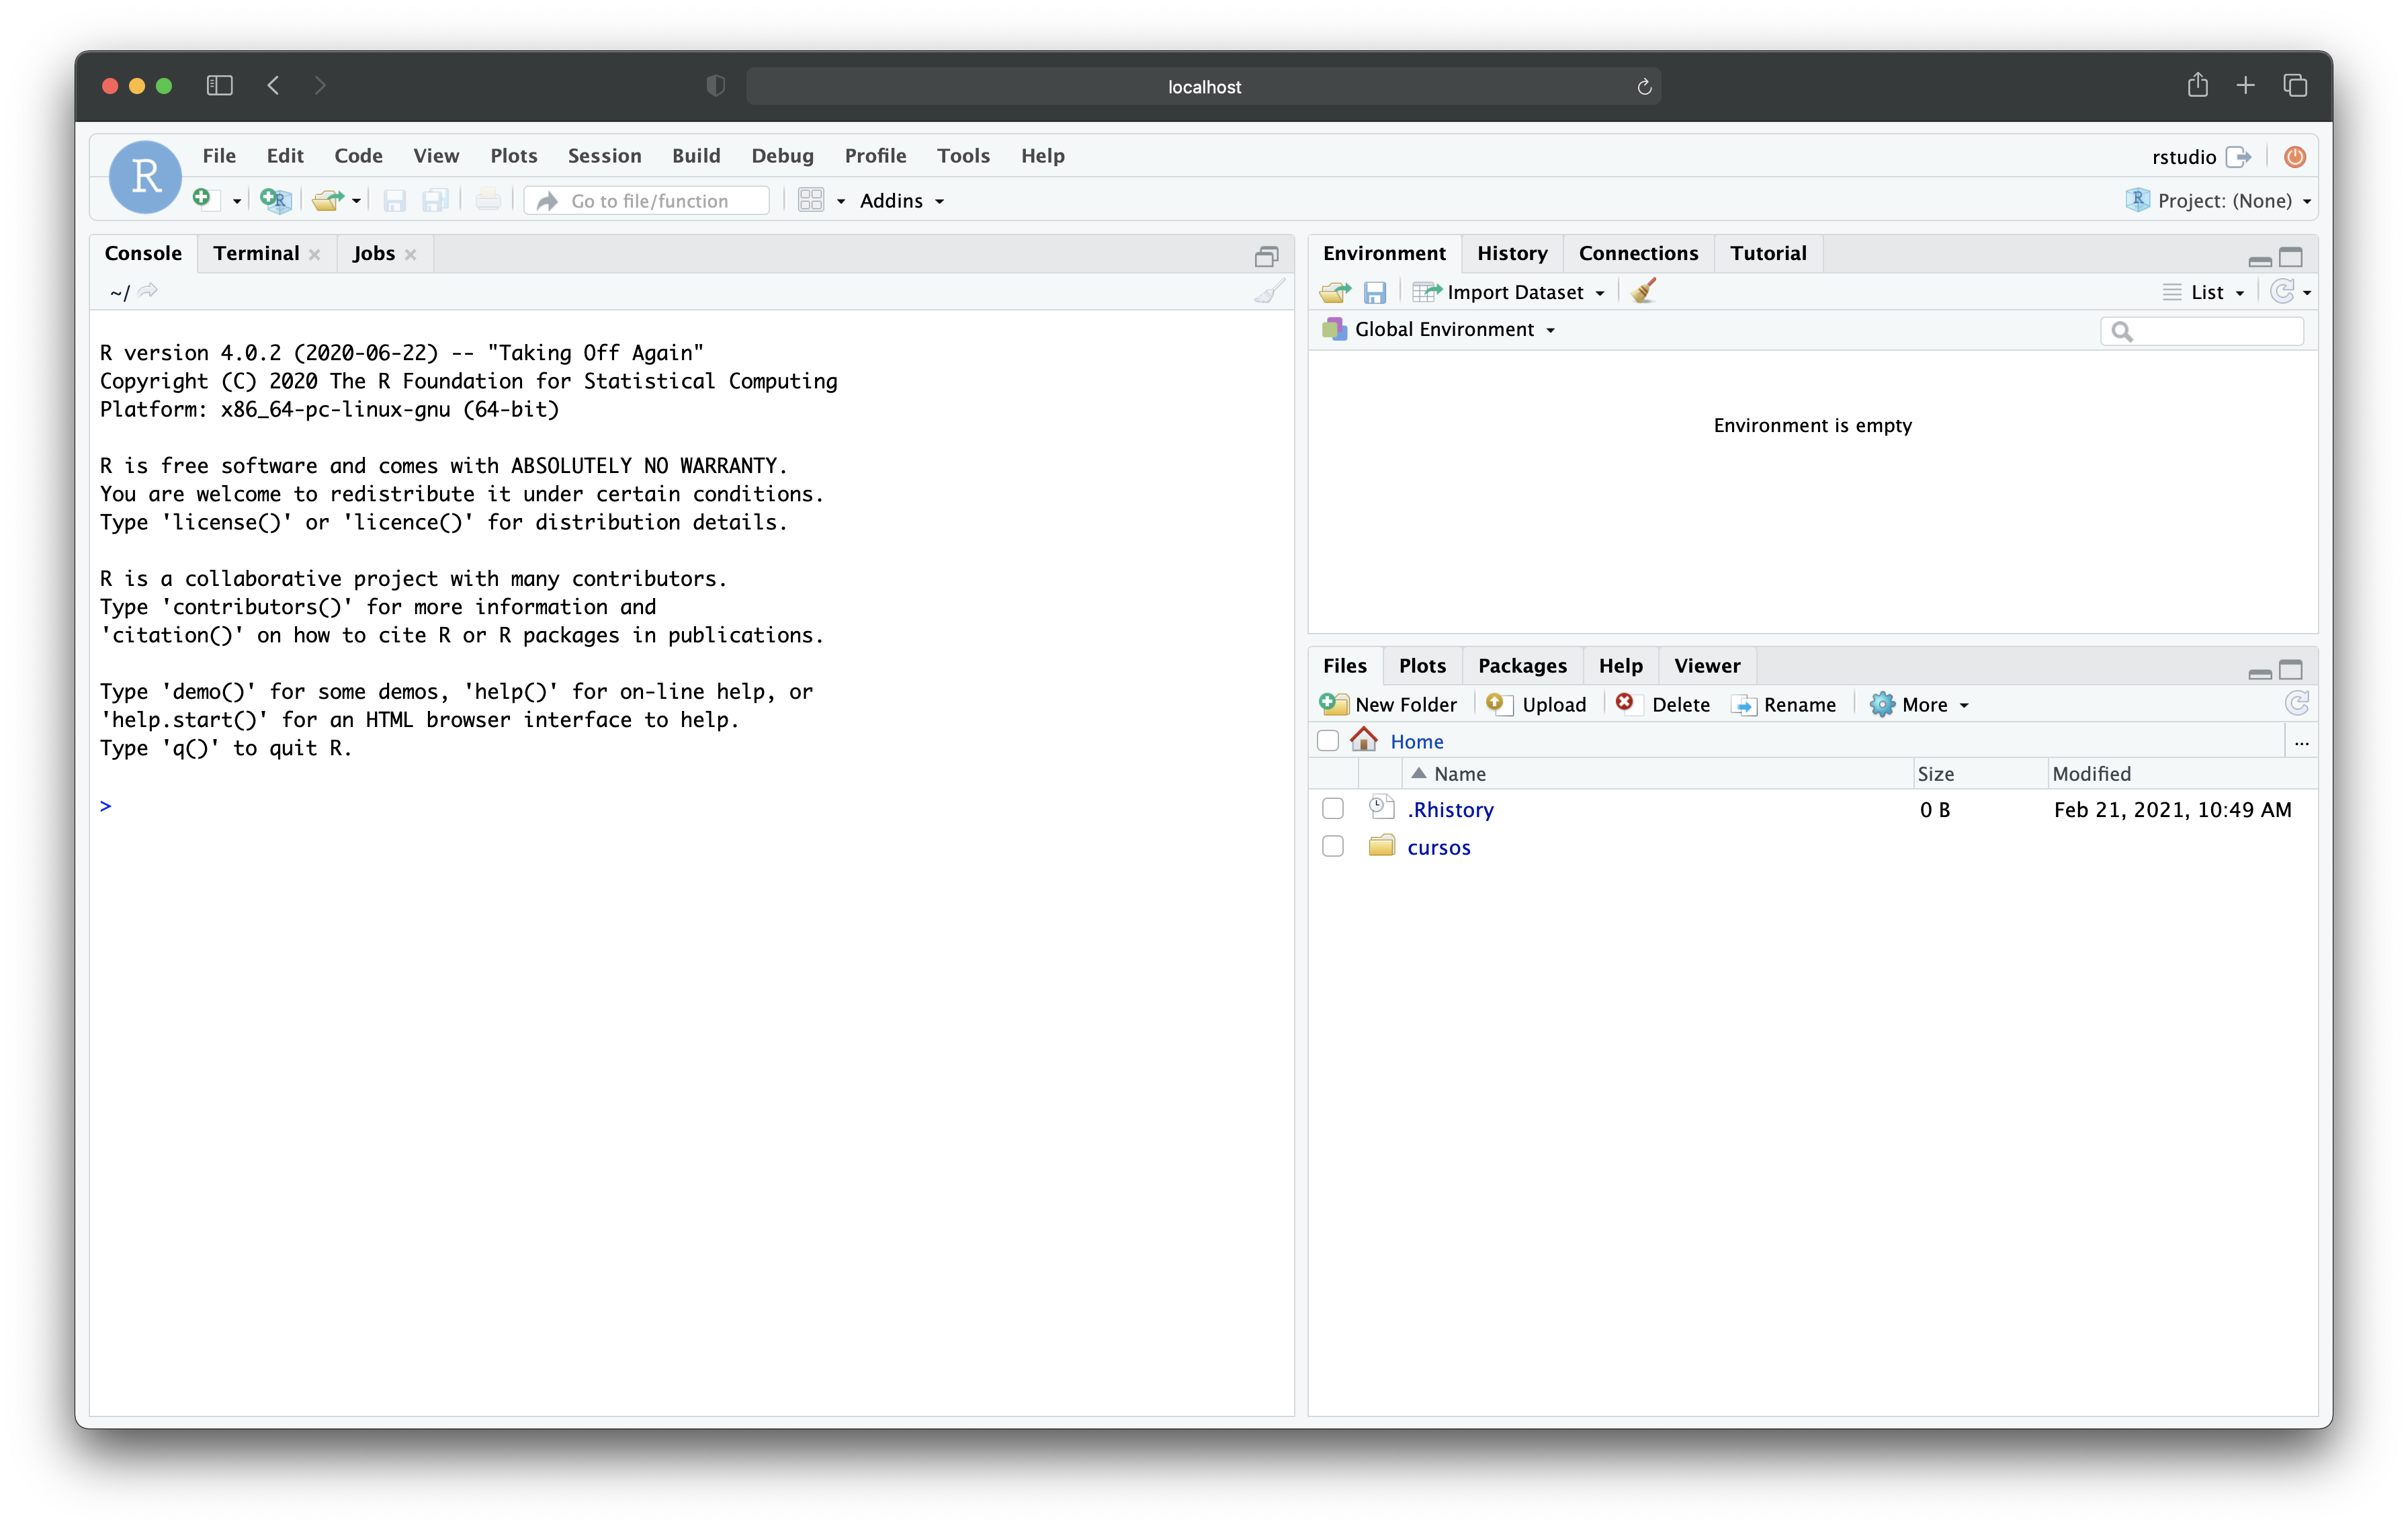 localhost
R
File Edit Code View Plots Session Build Debug Profile Tools Help
rstudio
Go to file/function
Addins
Project: (None)
Console Terminal Jobs
~/
R version 4.0.2 (2020-06-22) -- "Taking Off Again"
Copyright (C) 2020 The R Foundation for Statistical Computing
Platform: x86_64-pc-linux-gnu (64-bit)
R is free software and comes with ABSOLUTELY NO WARRANTY.
You are welcome to redistribute it under certain conditions.
Type 'license()' or 'licence()' for distribution details.
R is a collaborative project with many contributors.
Type 'contributors()' for more information and
'citation()' on how to cite R or R packages in publications.
Type 'demo()' for some demos, 'help()' for on-line help, or
'help.start()' for an HTML browser interface to help.
Type 'q()' to quit R.
>
Environment History Connections Tutorial
Import Dataset
List
Global Environment
Environment is empty
Files Plots Packages Help Viewer
New Folder Upload Delete Rename More
Home
...
Name Size Modified
.Rhistory 0 B Feb 21, 2021, 10:49 AM
cursos